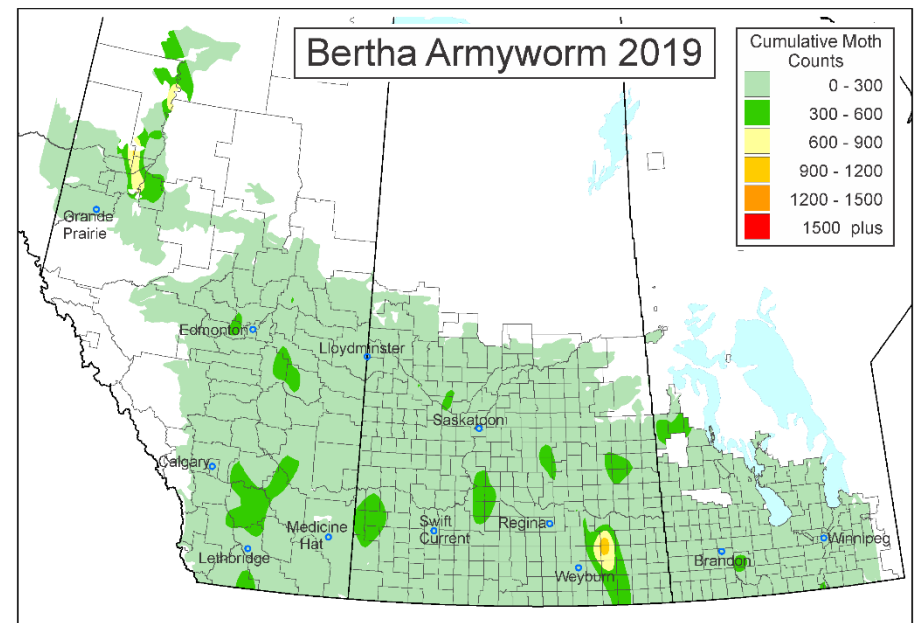 Bertha Armyworm 2019
Cumulative Moth
Counts
0 - 300
300 - 600
600 - 900
900 - 1200
1200 - 1500
1500 plus
Grande
Prairie
Edmonton
Lloydminster
Saskatoon
Calgary
Medicine
Hat
Swift
Current
Regina
Lethbridge
Weyburn
Brandon
Winnipeg